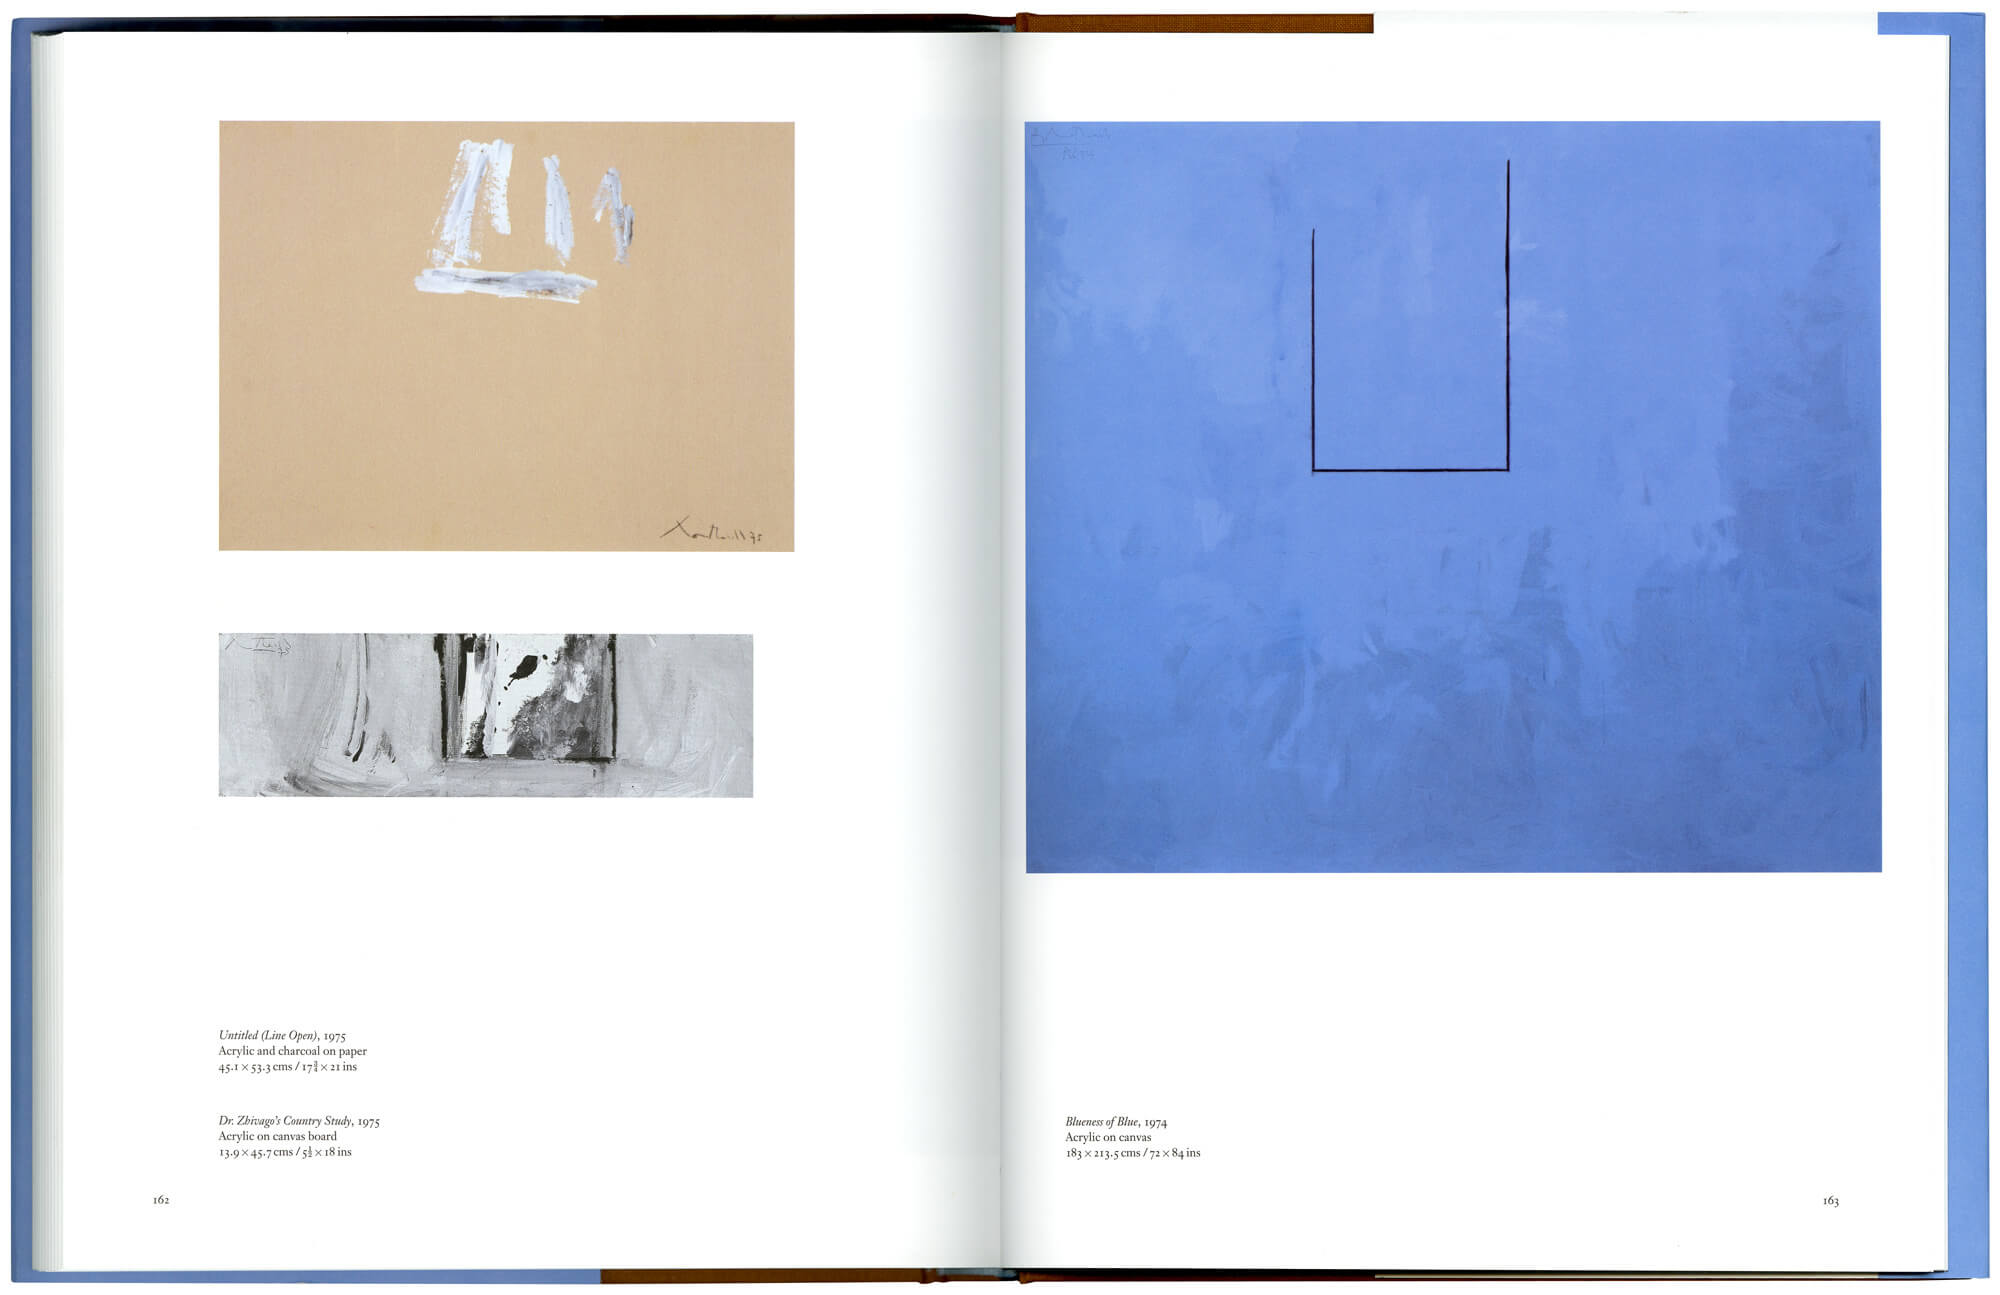 Untitled (Line Open), 1975
Acrylic and charcoal on paper
45.1 × 53.3 cms / 17¾ × 21 ins
Dr. Zhivago's Country Study, 1975
Acrylic on canvas board
13.9 × 45.7 cms / 5½ × 18 ins
162
Blueness of Blue, 1974
Acrylic on canvas
183 × 213.5 cms / 72 × 84 ins
163